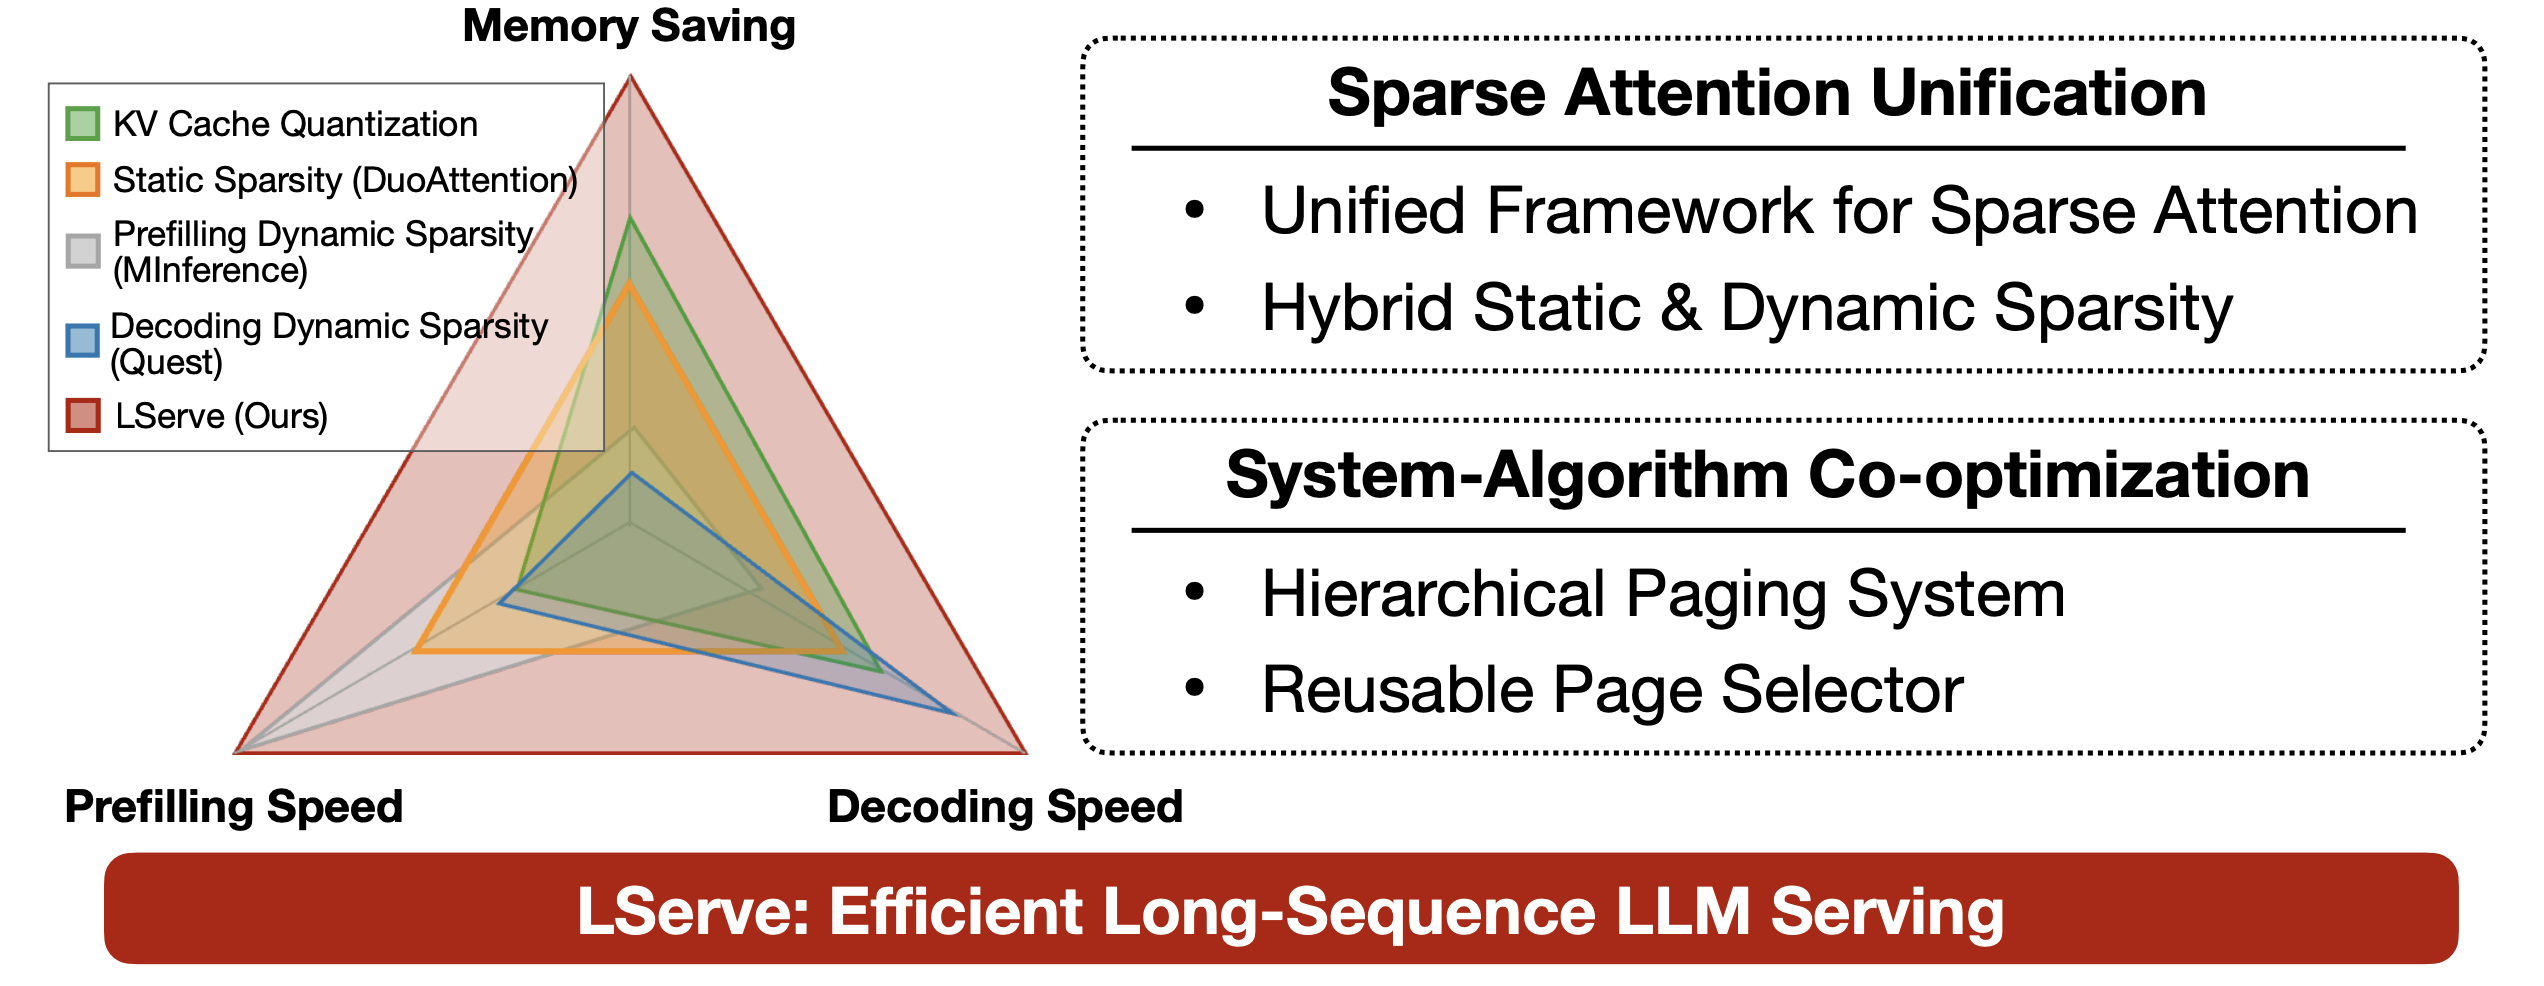 Memory Saving
KV Cache Quantization
Static Sparsity (DuoAttention)
Prefilling Dynamic Sparsity
(MInference)
Decoding Dynamic Sparsity
(Quest)
LServe (Ours)
Prefilling Speed
Decoding Speed
Sparse Attention Unification
• Unified Framework for Sparse Attention
• Hybrid Static & Dynamic Sparsity
System-Algorithm Co-optimization
• Hierarchical Paging System
• Reusable Page Selector
LServe: Efficient Long-Sequence LLM Serving